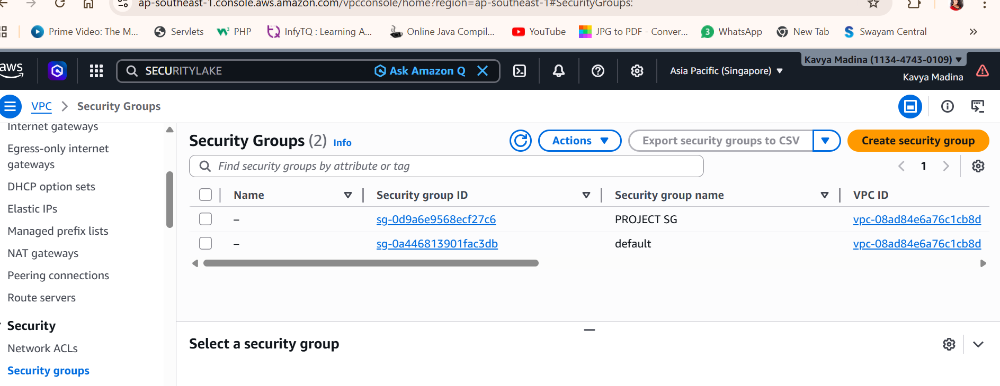 ap-southeast-1.console.aws.amazon.com/vpcconsole/home?region=ap-southeast-1#SecurityGroups:
Prime Video: The M... Servlets PHP InfyTQ : Learning A... Online Java Compil... YouTube JPG to PDF - Conver... 3 WhatsApp New Tab Swayam Central
aws SECURITYLAKE Ask Amazon Q Asia Pacific (Singapore) Kavya Madina (1134-4743-0109)
Kavya Madina
VPC Security Groups
Internet gateways
Egress-only internet
gateways
DHCP option sets
Elastic IPs
Managed prefix lists
NAT gateways
Peering connections
Route servers
Security
Network ACLs
Security groups
Security Groups (2) Info Actions Export security groups to CSV Create security group
Find security groups by attribute or tag 1
Name Security group ID Security group name VPC ID
– sg-0d9a6e9568ecf27c6 PROJECT SG vpc-08ad84e6a76c1cb8d
– sg-0a446813901fac3db default vpc-08ad84e6a76c1cb8d
Select a security group